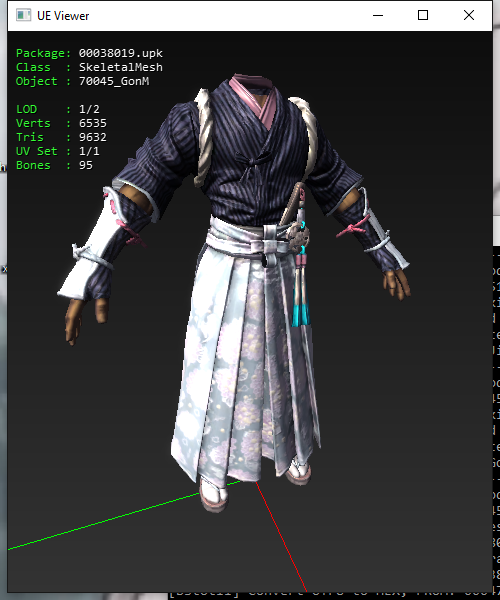 UE Viewer
Package: 00038019.upk
Class : SkeletalMesh
Object : 70045_GonM
LOD : 1/2
Verts : 6535
Tris : 9632
UV Set : 1/1
Bones : 95